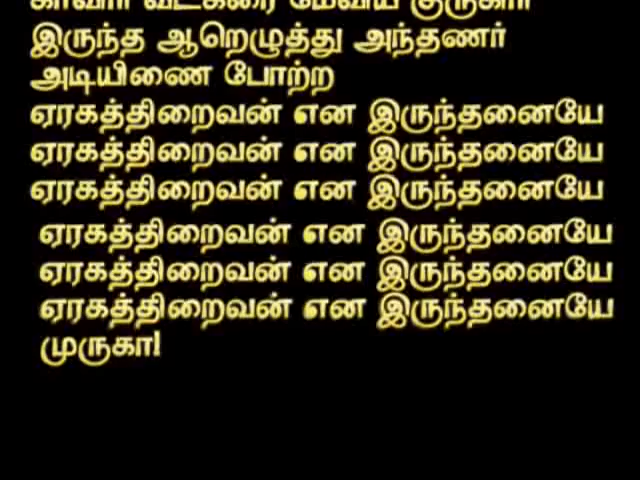 காவிரி வடகரை மேவிய குருகிரி
இருந்த ஆறெழுத்து அந்தணர்
அடியிணை போற்ற
ஏரகத்திறைவன் என இருந்தனையே
ஏரகத்திறைவன் என இருந்தனையே
ஏரகத்திறைவன் என இருந்தனையே
ஏரகத்திறைவன் என இருந்தனையே
ஏரகத்திறைவன் என இருந்தனையே
ஏரகத்திறைவன் என இருந்தனையே
முருகா!